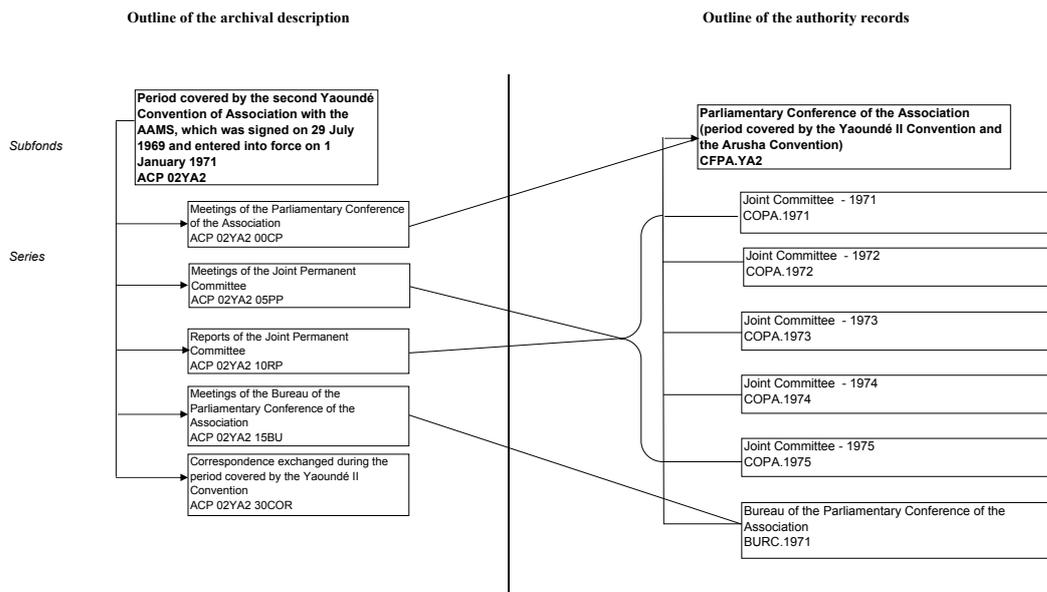 Outline of the archival description
Outline of the authority records
Subfonds
Period covered by the second Yaoundé
Convention of Association with the
AAMS, which was signed on 29 July
1969 and entered into force on 1
January 1971
ACP 02YA2
Series
Meetings of the Parliamentary Conference
of the Association
ACP 02YA2 00CP
Meetings of the Joint Permanent
Committee
ACP 02YA2 05PP
Reports of the Joint Permanent
Committee
ACP 02YA2 10RP
Meetings of the Bureau of the
Parliamentary Conference of the
Association
ACP 02YA2 15BU
Correspondence exchanged during the
period covered by the Yaoundé II
Convention
ACP 02YA2 30COR
Parliamentary Conference of the Association
(period covered by the Yaoundé II Convention and
the Arusha Convention)
CFPA.YA2
Joint Committee - 1971
COPA.1971
Joint Committee - 1972
COPA.1972
Joint Committee - 1973
COPA.1973
Joint Committee - 1974
COPA.1974
Joint Committee - 1975
COPA.1975
Bureau of the Parliamentary Conference of the
Association
BURC.1971